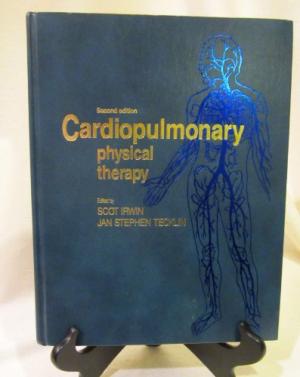 Second edition
Cardiopulmonary
physical
therapy
Edited by
SCOT IRWIN
JAN STEPHEN TECKLIN